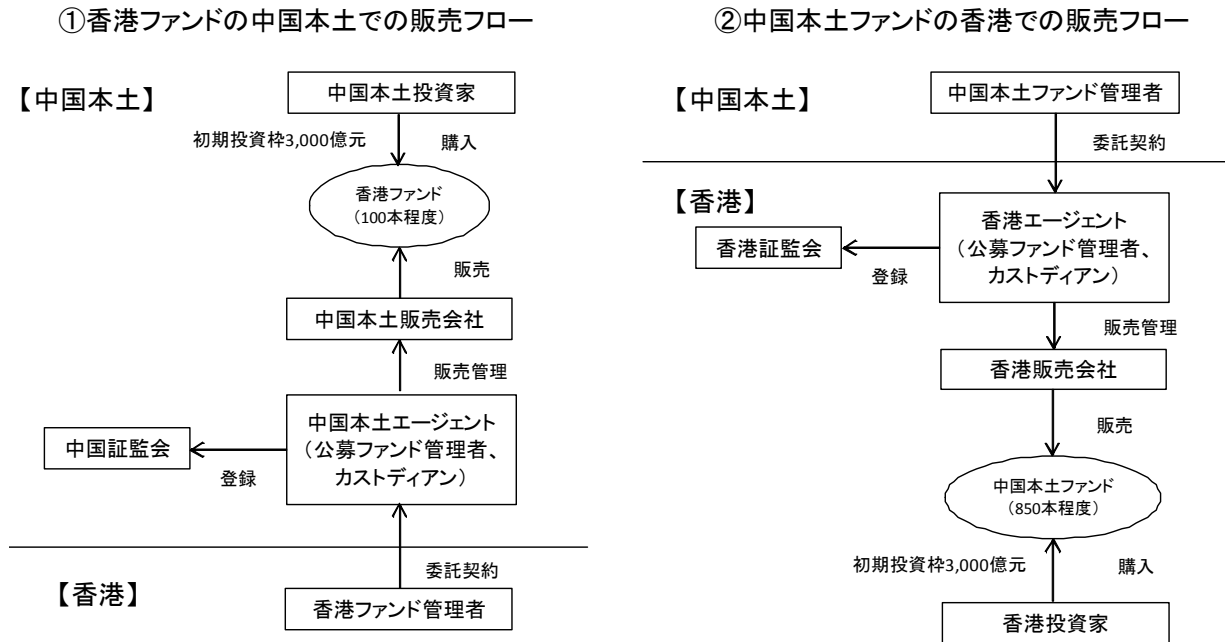 ①香港ファンドの中国本土での販売フロー
【中国本土】
中国本土投資家
初期投資枠3,000億元
購入
香港ファンド
（100本程度）
販売
中国本土販売会社
販売管理
中国本土エージェント
（公募ファンド管理者、
カストディアン）
中国証監会
登録
委託契約
【香港】
香港ファンド管理者
②中国本土ファンドの香港での販売フロー
【中国本土】
中国本土ファンド管理者
委託契約
【香港】
香港エージェント
（公募ファンド管理者、
カストディアン）
香港証監会
登録
販売管理
香港販売会社
販売
中国本土ファンド
（850本程度）
初期投資枠3,000億元
購入
香港投資家